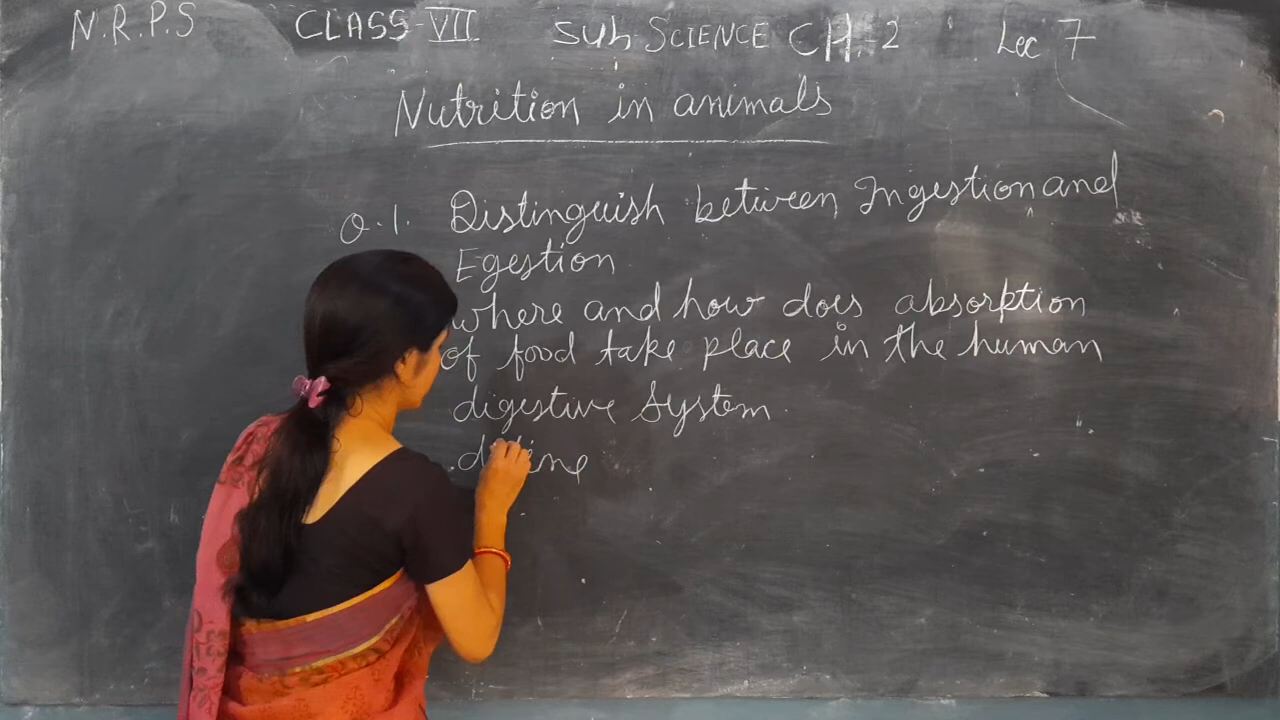 N.R.P.S CLASS-VII Sub SCIENCE CH.-2 Lec 7
Nutrition in animals
Q.1. Distinguish between Ingestion and
Egestion
where and how does absorption
of food take place in the human
digestive System.